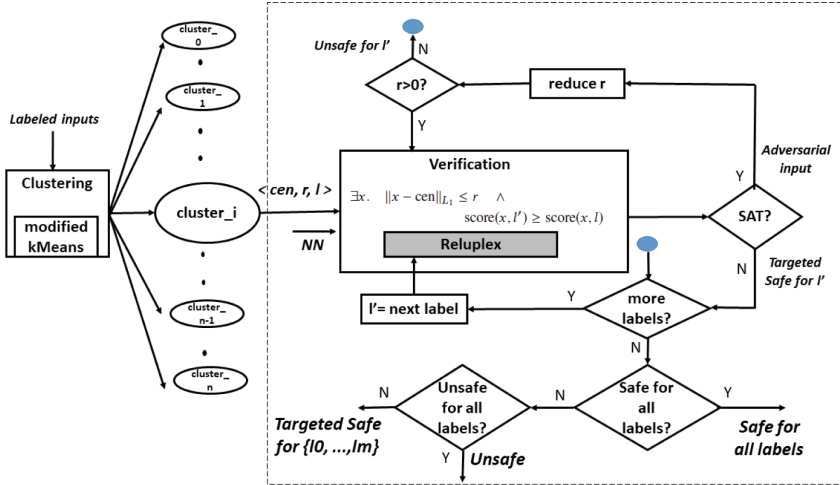 Labeled inputs
Clustering
modified
kMeans
cluster_
0
cluster_
1
cluster_i
cluster_
n-1
cluster_
n
< cen, r, l >
NN
Unsafe for l'
N
r>0?
Y
reduce r
Verification
∃x. ||x − cen||L₁ ≤ r ∧
score(x, l′) ≥ score(x, l)
Reluplex
Y
Adversarial
input
SAT?
N
Targeted
Safe for l'
l'= next label
Y
more
labels?
N
Safe for
all
labels?
Y
Safe for
all labels
N
Unsafe
for all
labels?
N
Targeted Safe
for {l0, ...,lm}
Y
Unsafe